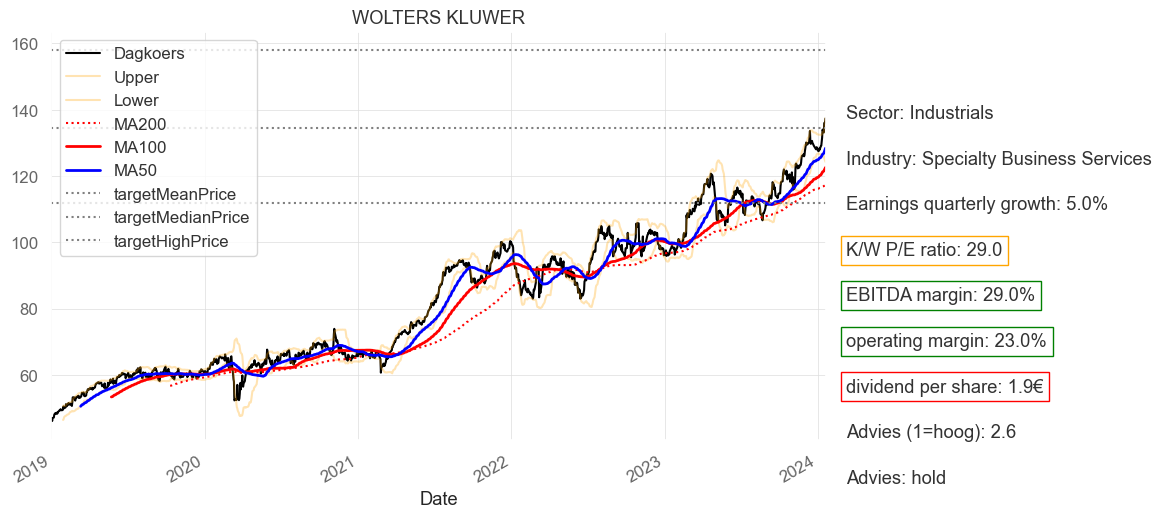 WOLTERS KLUWER
160
140
120
100
80
60
Dagkoers
Upper
Lower
MA200
MA100
MA50
targetMeanPrice
targetMedianPrice
targetHighPrice
2019
2020
2021
2022
2023
2024
Date
Sector: Industrials
Industry: Specialty Business Services
Earnings quarterly growth: 5.0%
K/W P/E ratio: 29.0
EBITDA margin: 29.0%
operating margin: 23.0%
dividend per share: 1.9€
Advies (1=hoog): 2.6
Advies: hold